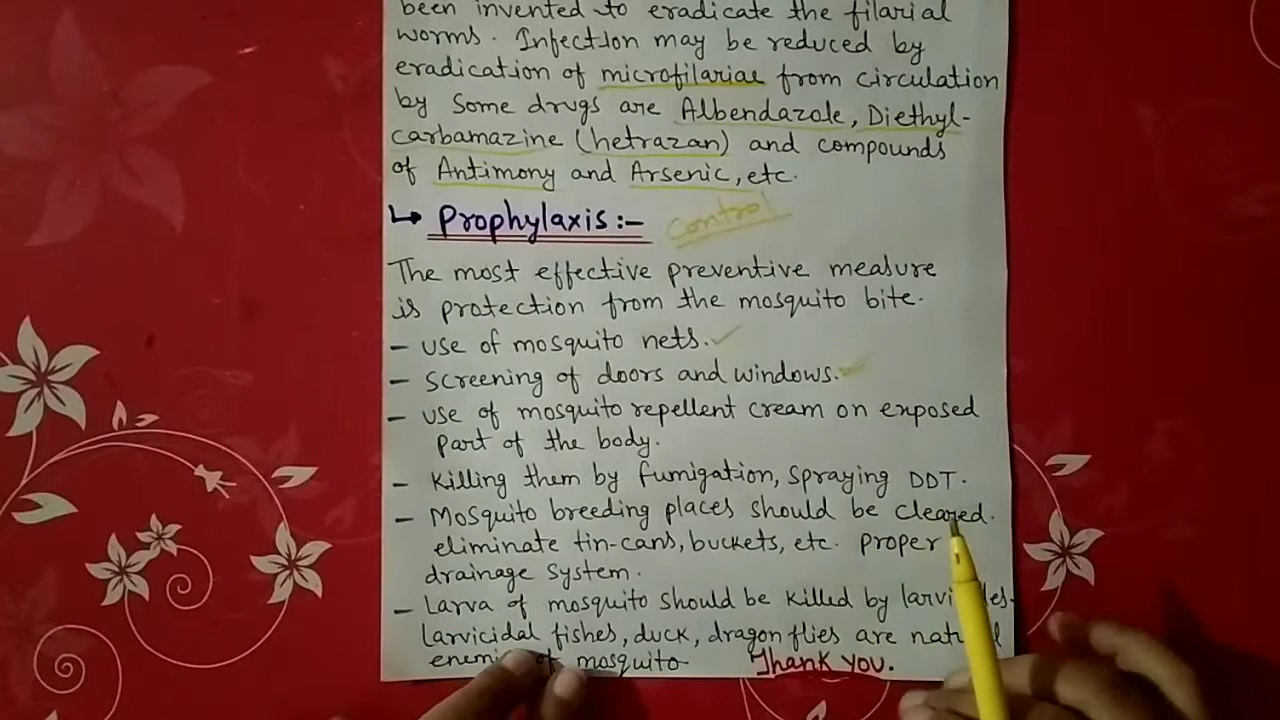 been invented to eradicate the filarial
worms. Infection may be reduced by
eradication of microfilariae from circulation
by some drugs are Albendazole, Diethyl-
carbamazine (hetrazan) and compounds
of Antimony and Arsenic, etc.
↳ Prophylaxis:- control
The most effective preventive measure
is protection from the mosquito bite.
- use of mosquito nets.
- screening of doors and windows.
- use of mosquito repellent cream on exposed
part of the body.
- Killing them by fumigation, spraying DDT.
- Mosquito breeding places should be cleared.
eliminate tin-cans, buckets, etc. Proper
drainage system.
- Larva of mosquito should be killed by
larvicidal fishes, duck, dragon flies are
of mosquito Thank you.